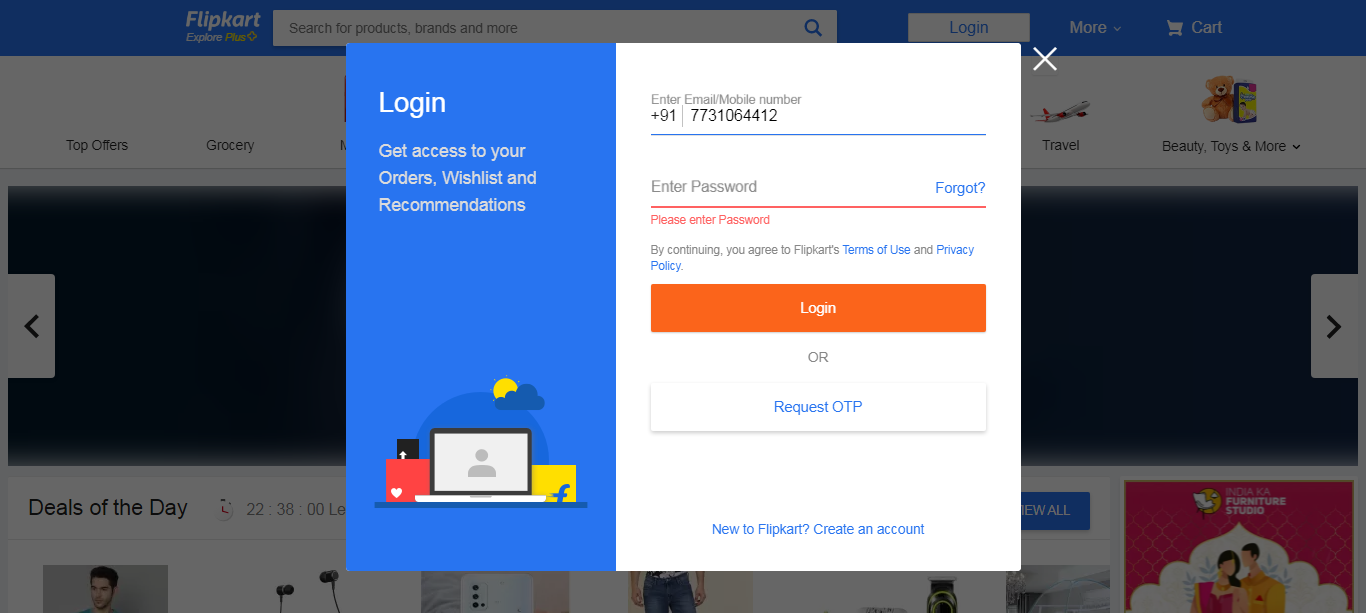 Flipkart
Explore Plus
Search for products, brands and more
Login
More
Cart
Top Offers
Grocery
Travel
Beauty, Toys & More
Login
Get access to your
Orders, Wishlist and
Recommendations
Enter Email/Mobile number
+91 7731064412
Enter Password
Forgot?
Please enter Password
By continuing, you agree to Flipkart's Terms of Use and Privacy
Policy.
Login
OR
Request OTP
New to Flipkart? Create an account
Deals of the Day
22 : 38 : 00 Le
IEW ALL
INDIA KA
FURNITURE
STUDIO